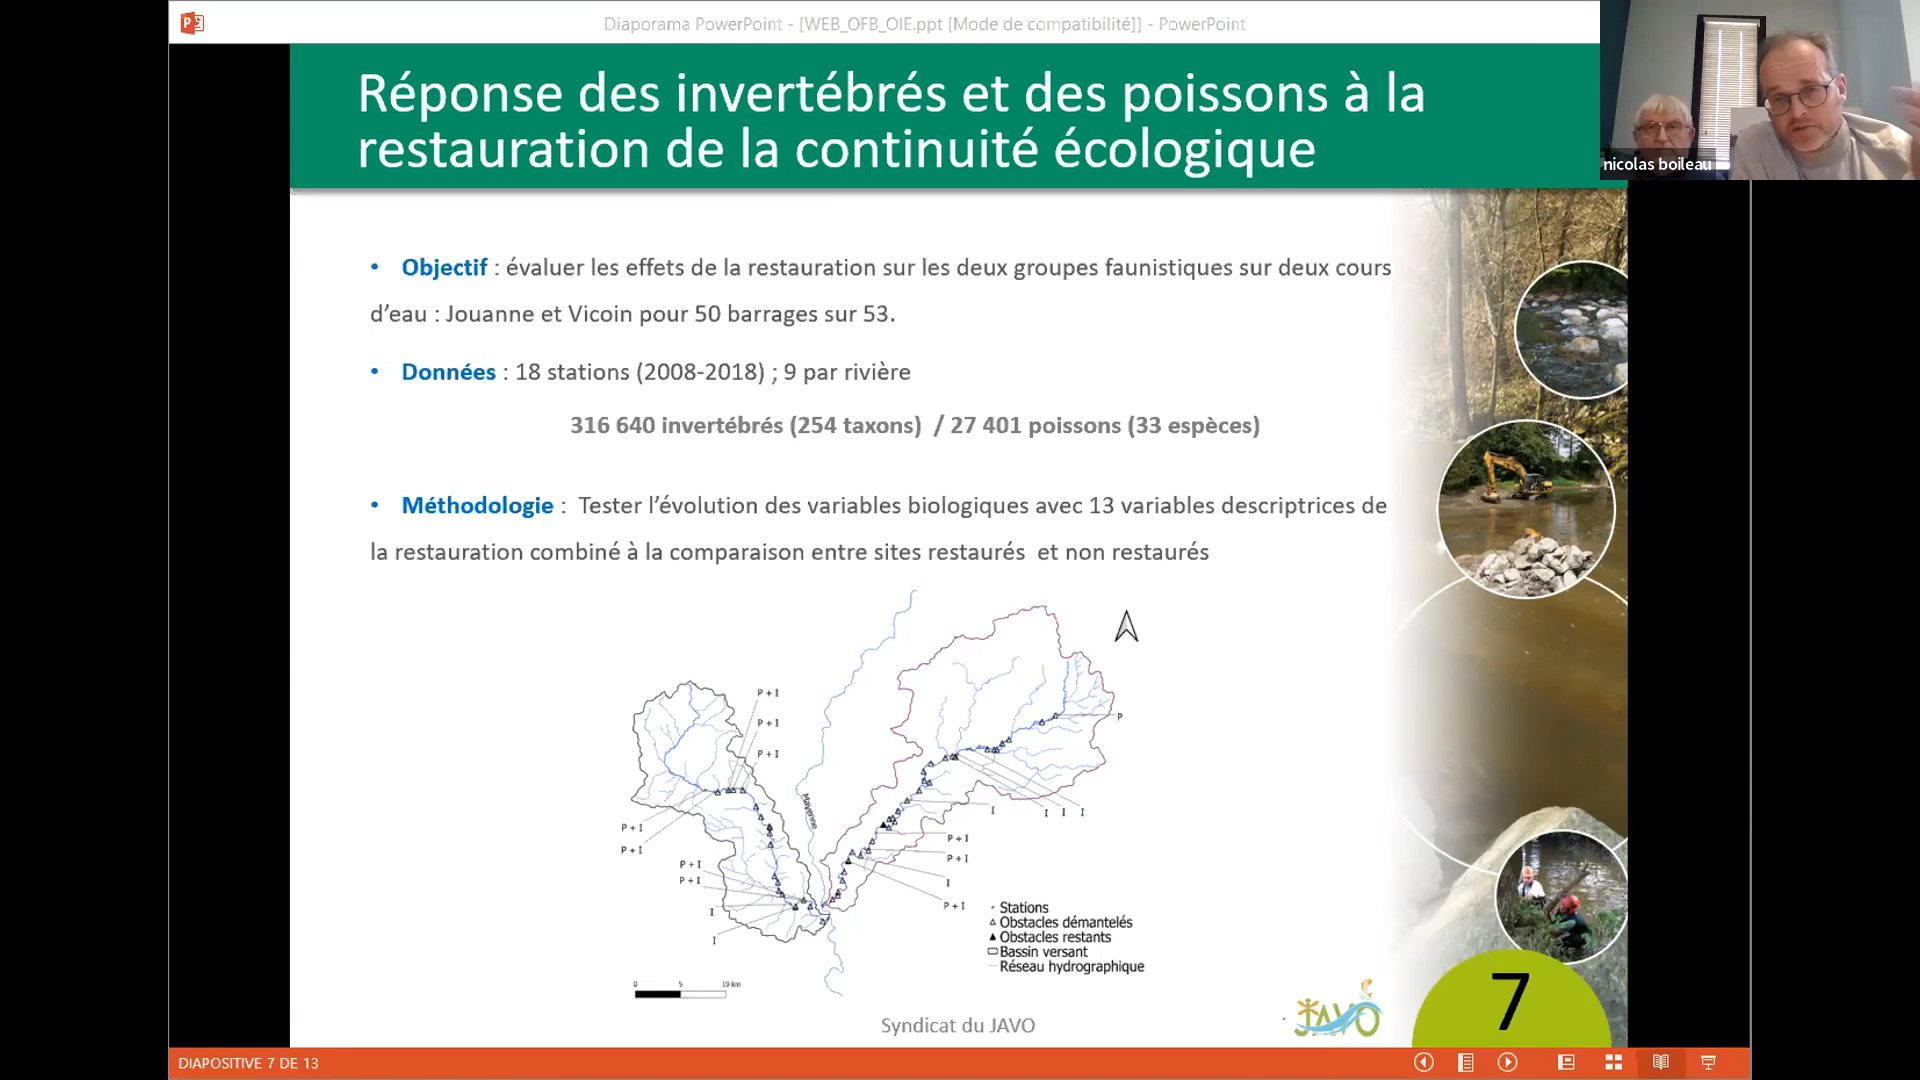 Diaporama PowerPoint - [WEB_OFB_OIE.ppt [Mode de compatibilité]] - PowerPoint
nicolas boileau
Réponse des invertébrés et des poissons à la
restauration de la continuité écologique
• Objectif : évaluer les effets de la restauration sur les deux groupes faunistiques sur deux cours
d’eau : Jouanne et Vicoin pour 50 barrages sur 53.
• Données : 18 stations (2008-2018) ; 9 par rivière
316 640 invertébrés (254 taxons) / 27 401 poissons (33 espèces)
• Méthodologie : Tester l’évolution des variables biologiques avec 13 variables descriptrices de
la restauration combiné à la comparaison entre sites restaurés et non restaurés
P + I
P + I
P + I
P
Mayenne
I
I I I
P + I
P + I
P + I
P + I
P + I
P + I
I
I
P + I
I
Stations
Obstacles démantelés
Obstacles restants
Bassin versant
Réseau hydrographique
0 5 10 km
Syndicat du JAVO
JAVO
7
DIAPOSITIVE 7 DE 13